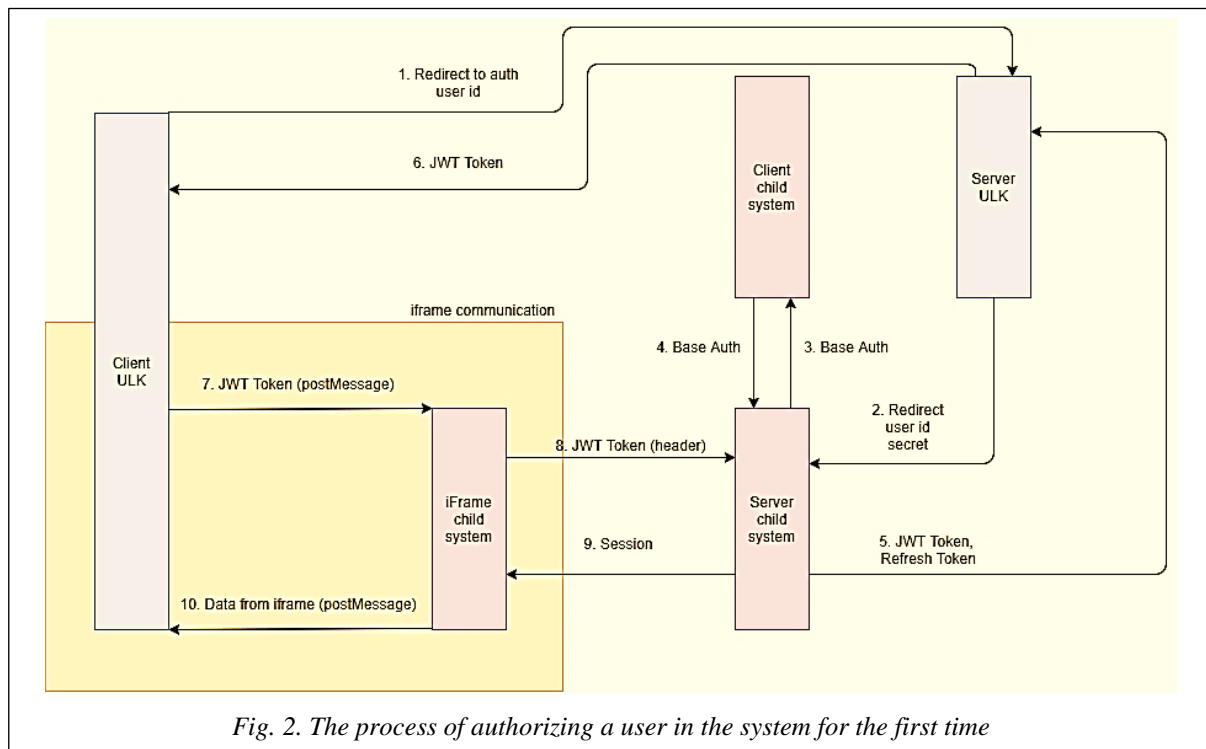 1. Redirect to auth
user id
6. JWT Token
Client
child
system
Server
ULK
iframe communication
4. Base Auth
3. Base Auth
Client
ULK
7. JWT Token (postMessage)
2. Redirect
user id
secret
8. JWT Token (header)
iFrame
child
system
Server
child
system
9. Session
5. JWT Token,
Refresh Token
10. Data from iframe (postMessage)
Fig. 2. The process of authorizing a user in the system for the first time